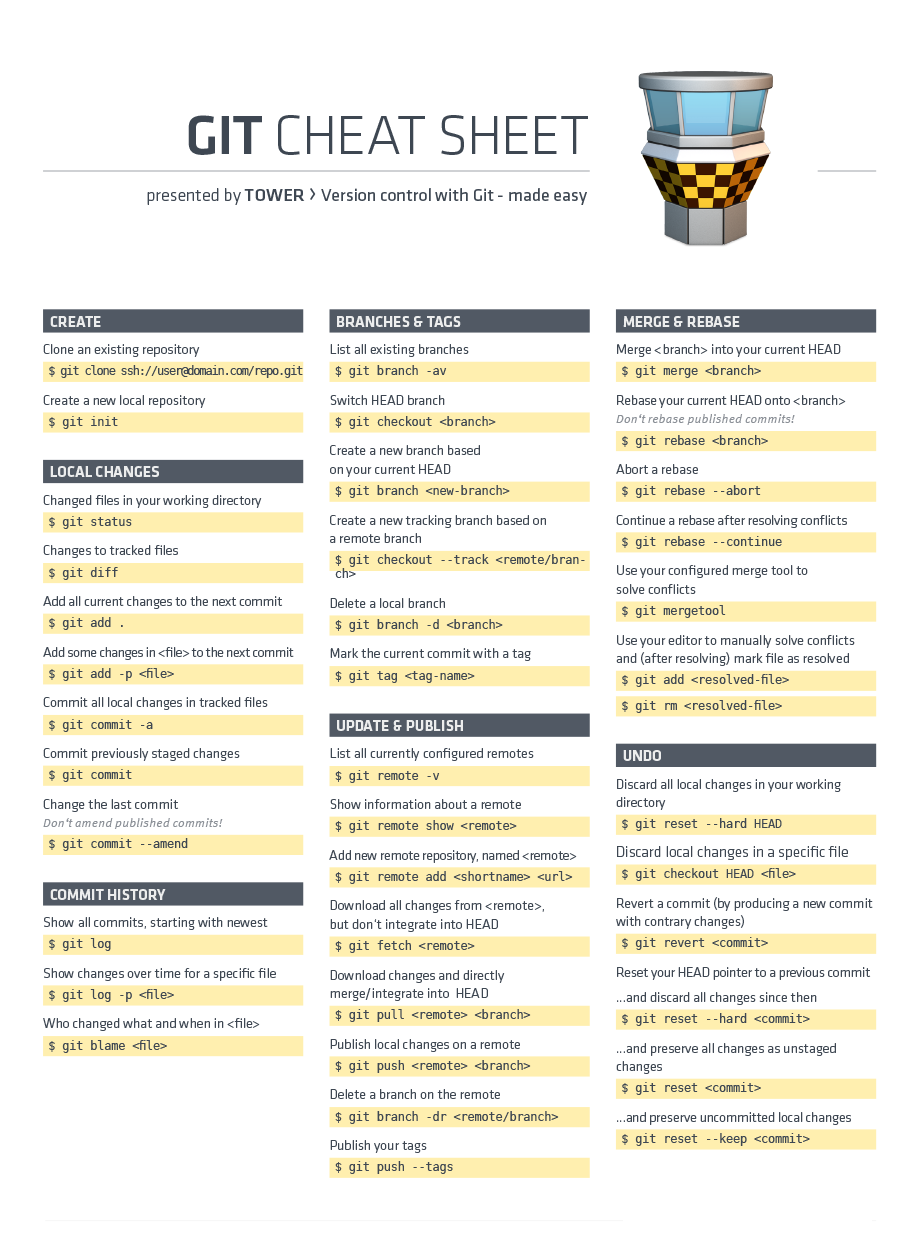 GIT CHEAT SHEET
presented by TOWER › Version control with Git - made easy
CREATE
Clone an existing repository
$ git clone ssh://user@domain.com/repo.git
Create a new local repository
$ git init
LOCAL CHANGES
Changed files in your working directory
$ git status
Changes to tracked files
$ git diff
Add all current changes to the next commit
$ git add .
Add some changes in <file> to the next commit
$ git add -p <file>
Commit all local changes in tracked files
$ git commit -a
Commit previously staged changes
$ git commit
Change the last commit
Don't amend published commits!
$ git commit --amend
COMMIT HISTORY
Show all commits, starting with newest
$ git log
Show changes over time for a specific file
$ git log -p <file>
Who changed what and when in <file>
$ git blame <file>
BRANCHES & TAGS
List all existing branches
$ git branch -av
Switch HEAD branch
$ git checkout <branch>
Create a new branch based
on your current HEAD
$ git branch <new-branch>
Create a new tracking branch based on
a remote branch
$ git checkout --track <remote/bran-
ch>
Delete a local branch
$ git branch -d <branch>
Mark the current commit with a tag
$ git tag <tag-name>
UPDATE & PUBLISH
List all currently configured remotes
$ git remote -v
Show information about a remote
$ git remote show <remote>
Add new remote repository, named <remote>
$ git remote add <shortname> <url>
Download all changes from <remote>,
but don't integrate into HEAD
$ git fetch <remote>
Download changes and directly
merge/integrate into HEAD
$ git pull <remote> <branch>
Publish local changes on a remote
$ git push <remote> <branch>
Delete a branch on the remote
$ git branch -dr <remote/branch>
Publish your tags
$ git push --tags
MERGE & REBASE
Merge <branch> into your current HEAD
$ git merge <branch>
Rebase your current HEAD onto <branch>
Don't rebase published commits!
$ git rebase <branch>
Abort a rebase
$ git rebase --abort
Continue a rebase after resolving conflicts
$ git rebase --continue
Use your configured merge tool to
solve conflicts
$ git mergetool
Use your editor to manually solve conflicts
and (after resolving) mark file as resolved
$ git add <resolved-file>
$ git rm <resolved-file>
UNDO
Discard all local changes in your working
directory
$ git reset --hard HEAD
Discard local changes in a specific file
$ git checkout HEAD <file>
Revert a commit (by producing a new commit
with contrary changes)
$ git revert <commit>
Reset your HEAD pointer to a previous commit
...and discard all changes since then
$ git reset --hard <commit>
...and preserve all changes as unstaged
changes
$ git reset <commit>
...and preserve uncommitted local changes
$ git reset --keep <commit>